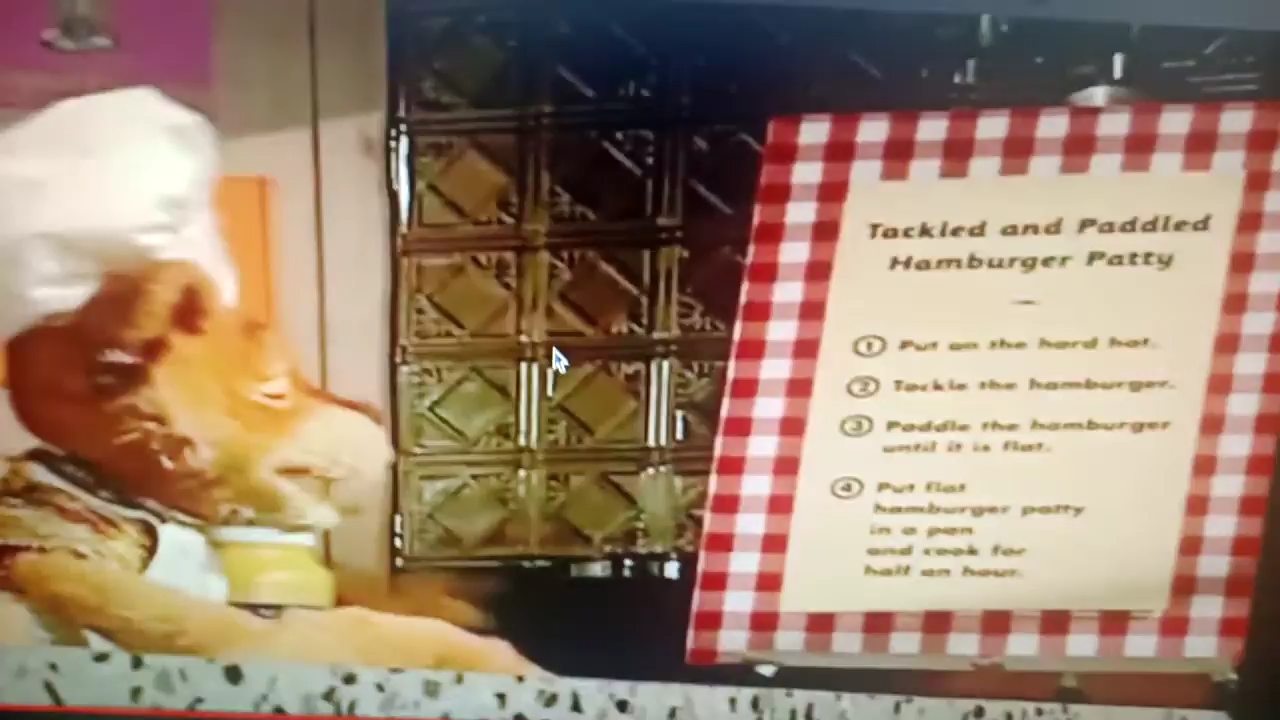 Tackled and Paddled
Hamburger Patty
1 Put on the hard hat.
2 Tackle the hamburger.
3 Paddle the hamburger
until it is flat.
4 Put flat
hamburger patty
in a pan
and cook for
half an hour.